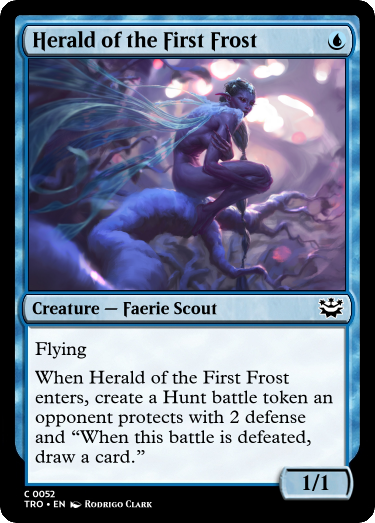 Herald of the First Frost
Creature — Faerie Scout
Flying
When Herald of the First Frost
enters, create a Hunt battle token an
opponent protects with 2 defense
and “When this battle is defeated,
draw a card.”
1/1
C 0052
TRO • EN Rodrigo Clark